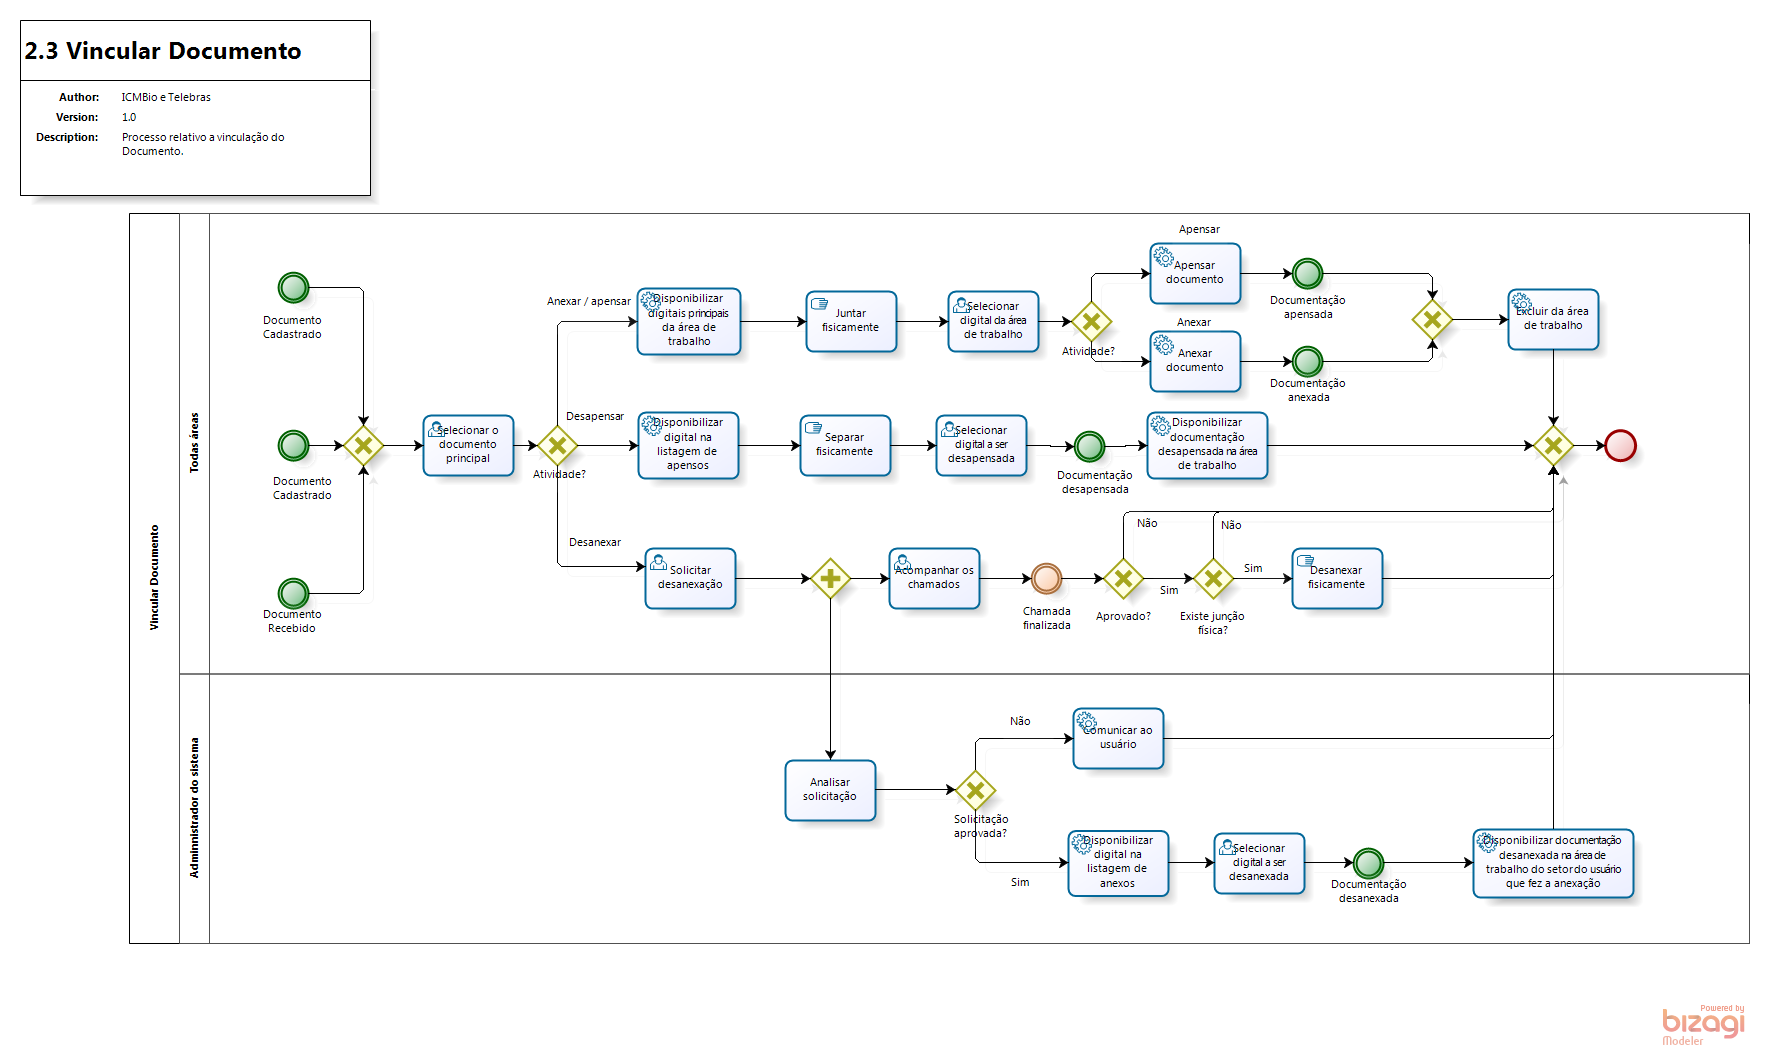 2.3 Vincular Documento
Author: ICMBio e Telebras
Version: 1.0
Description: Processo relativo a vinculação do
Documento.
Vincular Documento
Todas áreas
Documento
Cadastrado
Documento
Cadastrado
Documento
Recebido
Selecionar o
documento
principal
Atividade?
Anexar / apensar
Disponibilizar
digitais principais
da área de
trabalho
Juntar
fisicamente
Selecionar
digital da área
de trabalho
Atividade?
Apensar
Apensar
documento
Documentação
apensada
Anexar
Anexar
documento
Documentação
anexada
Excluir da área
de trabalho
Desapensar
Disponibilizar
digital na
listagem de
apensos
Separar
fisicamente
Selecionar
digital a ser
desapensada
Documentação
desapensada
Disponibilizar
documentação
desapensada na área
de trabalho
Desanexar
Solicitar
desanexação
Acompanhar os
chamados
Chamada
finalizada
Aprovado?
Não
Sim
Existe junção
física?
Não
Sim
Desanexar
fisicamente
Adminnistrador do sistema
Analisar
solicitação
Solicitação
aprovada?
Não
Comunicar ao
usuário
Sim
Disponibilizar
digital na
listagem de
anexos
Selecionar
digital a ser
desanexada
Documentação
desanexada
Disponibilizar documentação
desanexada na área de
trabalho do setor do usuário
que fez a anexação
Powered by
bizagi
Modeler